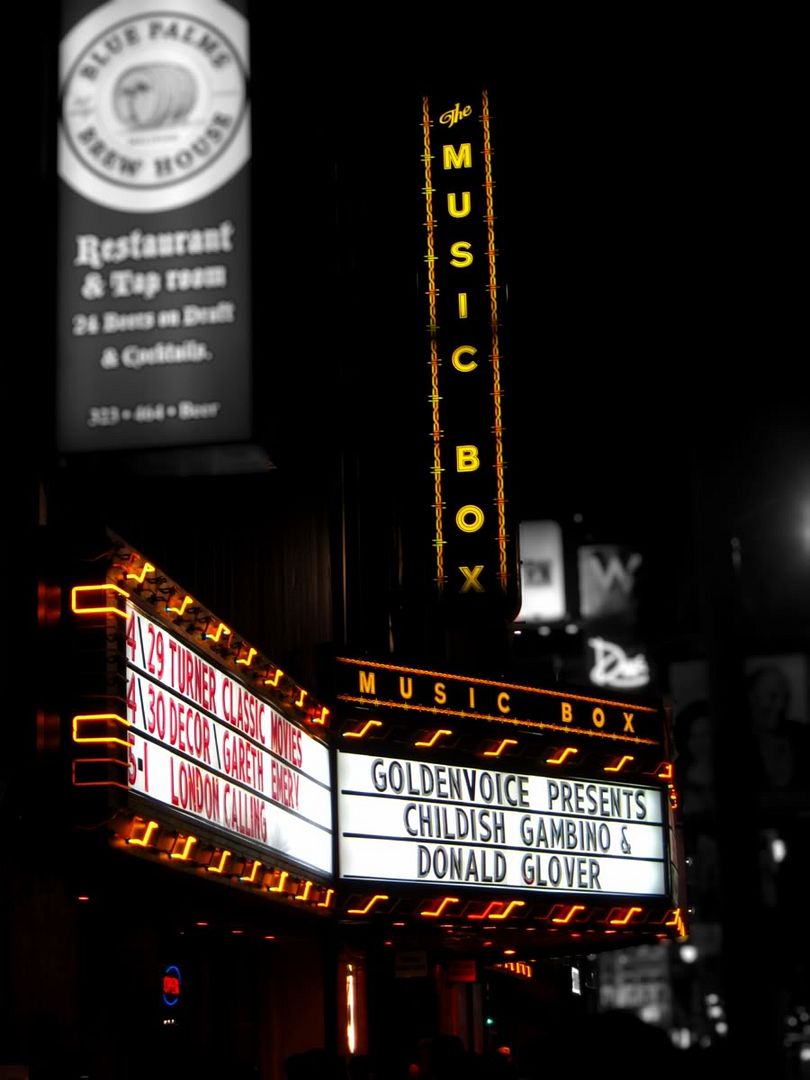 BLUE PALMS
BREW HOUSE
Restaurant
& Tap room
24 Beers on Draft
& Cocktails.
323 • 464 • Beer
The
MUSIC BOX
W
MUSIC BOX
4\29 TURNER CLASSIC MOVIES
4\30 DECOR\GARETH EMERY
5-1 LONDON CALLING
GOLDENVOICE PRESENTS
CHILDISH GAMBINO &
DONALD GLOVER
OPEN